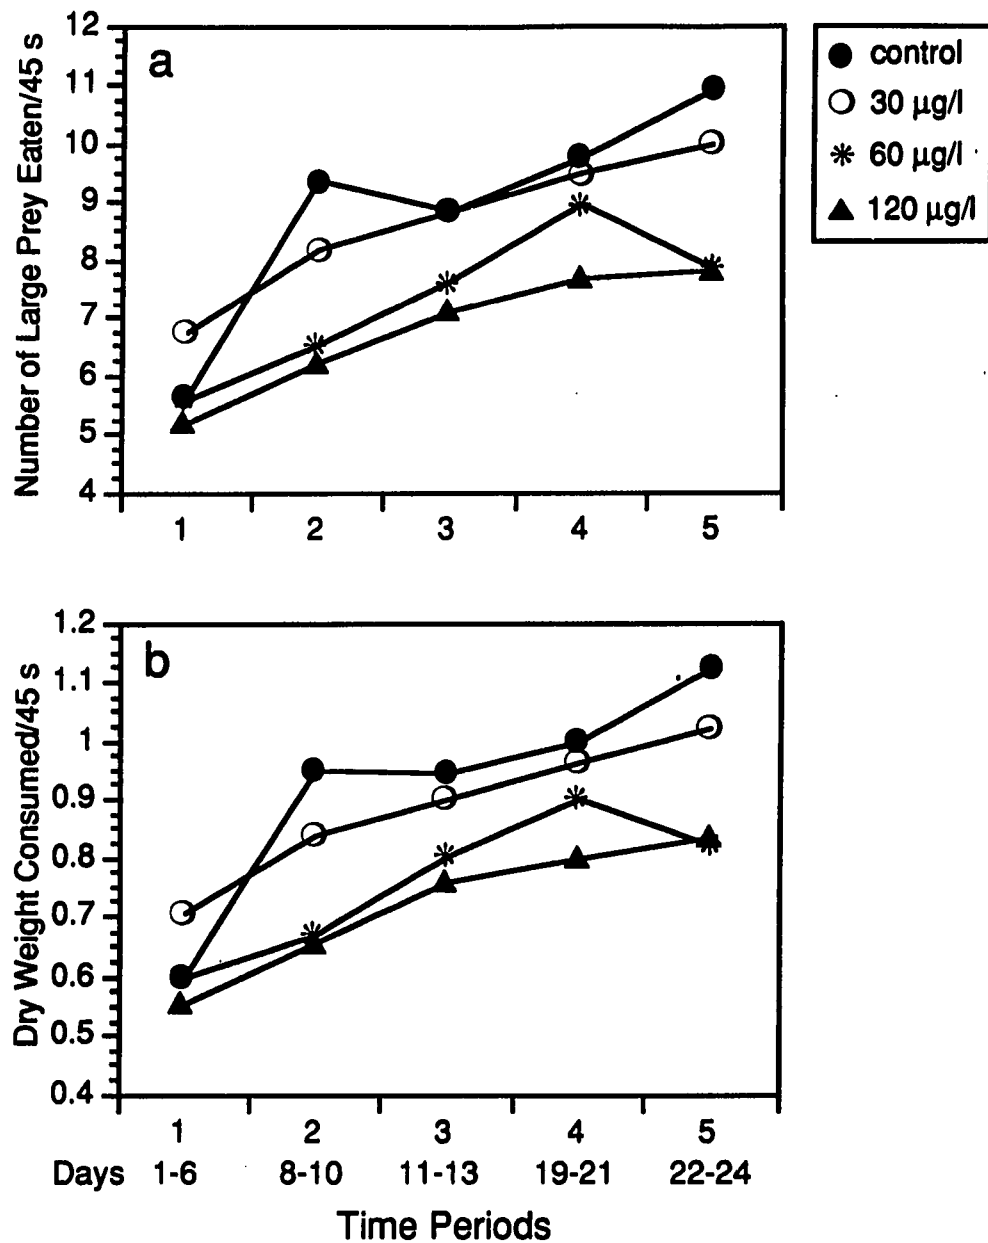 Number of Large Prey Eaten/45 s
12
11
10
9
8
7
6
5
4
a
1 2 3 4 5
control
30 µg/l
60 µg/l
120 µg/l
Dry Weight Consumed/45 s
1.2
1.1
1
0.9
0.8
0.7
0.6
0.5
0.4
b
1 2 3 4 5
Days 1-6 8-10 11-13 19-21 22-24
Time Periods